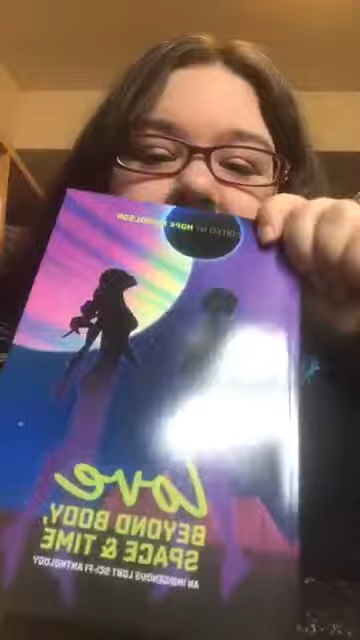 EDITED BY HOPE NICHOLSON
love
BEYOND BODY,
SPACE & TIME
AN INDIGENOUS LGBT SCI-FI ANTHOLOGY